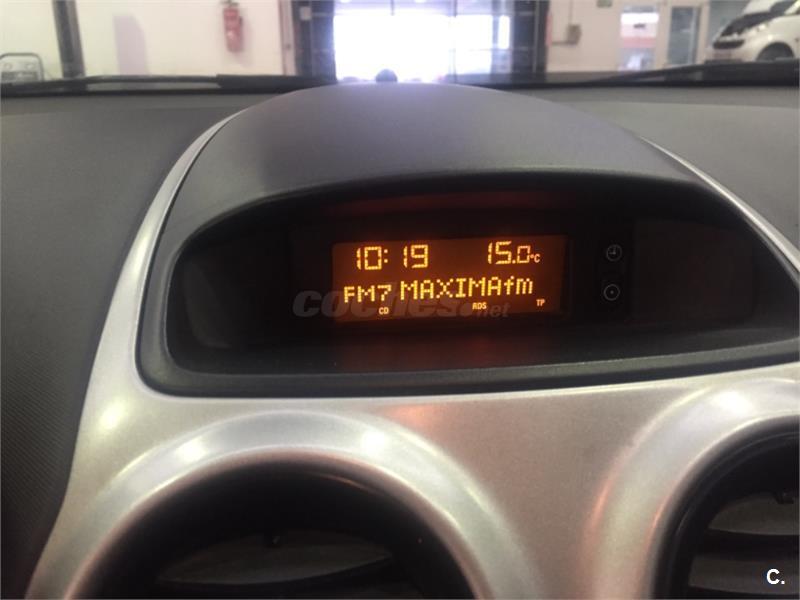 10:19 15.0°C
FM7 MAXIMAfm
CD RDS TP
coches.net
C.